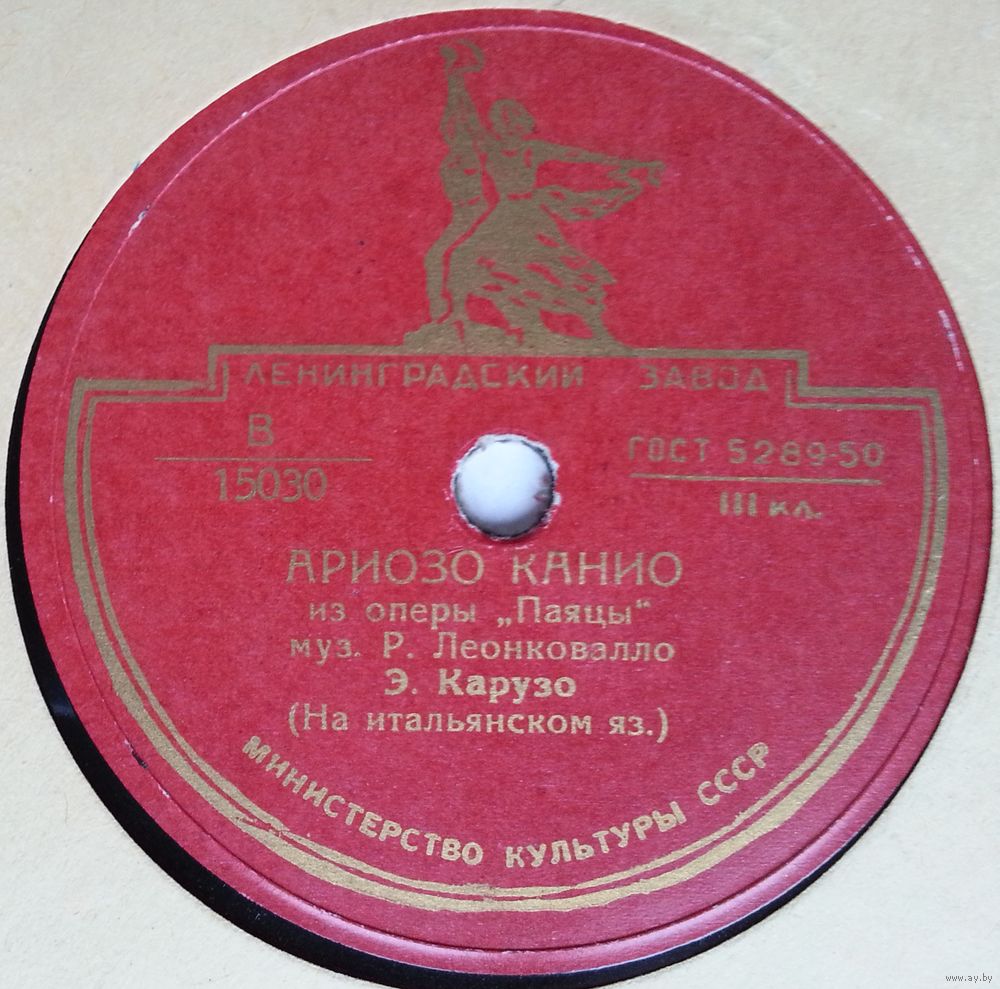 ЛЕНИНГРАДСКИЙ ЗАВОД
В
15030
ГОСТ 5289-50
III кл.
АРИОЗО КАНИО
из оперы „Паяцы“
муз. Р. Леонковалло
Э. Карузо
(На итальянском яз.)
МИНИСТЕРСТВО КУЛЬТУРЫ СССР
www.ay.by